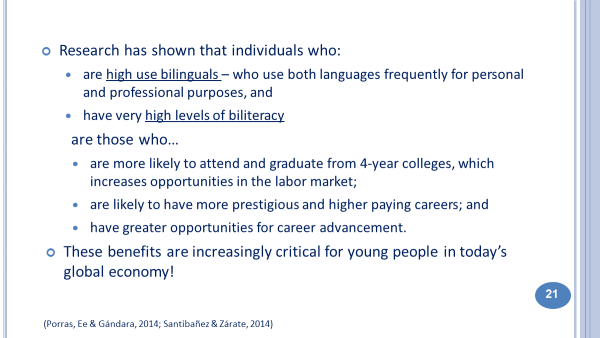 Research has shown that individuals who:
are high use bilinguals – who use both languages frequently for personal
and professional purposes, and
have very high levels of biliteracy
are those who…
are more likely to attend and graduate from 4-year colleges, which
increases opportunities in the labor market;
are likely to have more prestigious and higher paying careers; and
have greater opportunities for career advancement.
These benefits are increasingly critical for young people in today’s
global economy!
21
(Porras, Ee & Gándara, 2014; Santibañez & Zárate, 2014)